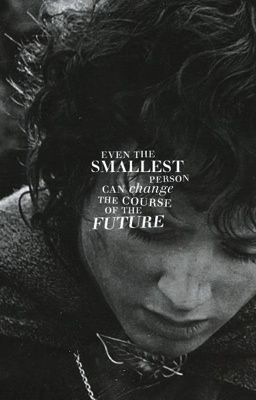 EVEN THE
SMALLEST
PERSON
CAN change
THE COURSE
OF THE
FUTURE